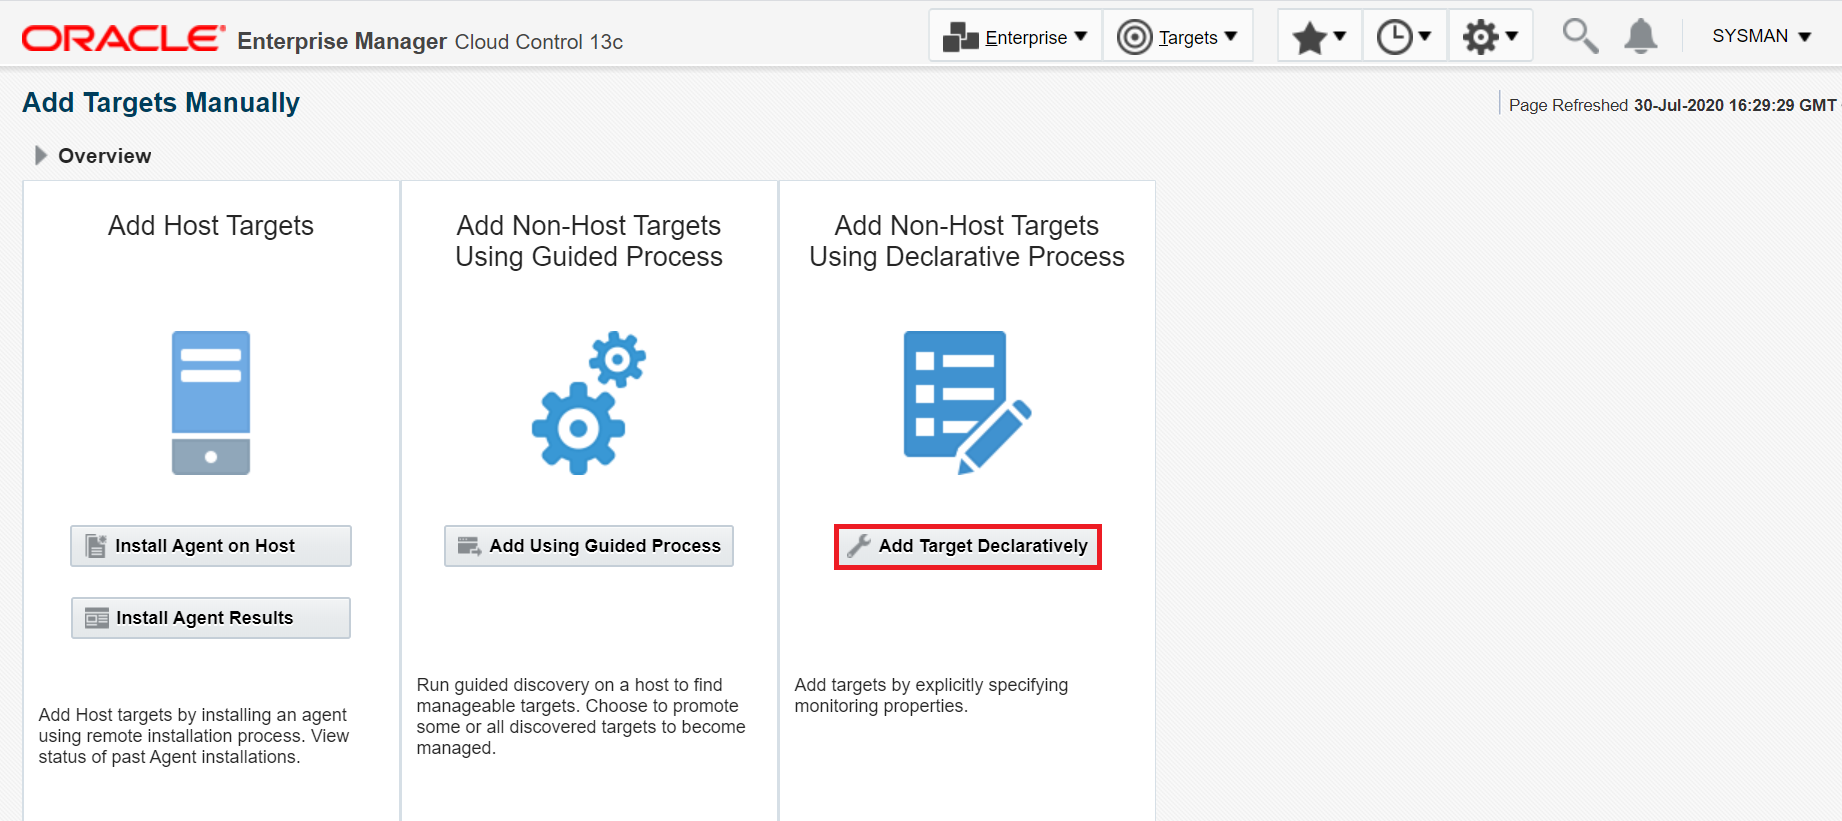 ORACLE Enterprise Manager Cloud Control 13c
Enterprise
Targets
SYSMAN
Add Targets Manually
Page Refreshed 30-Jul-2020 16:29:29 GMT
Overview
Add Host Targets
Install Agent on Host
Install Agent Results
Add Host targets by installing an agent
using remote installation process. View
status of past Agent installations.
Add Non-Host Targets
Using Guided Process
Add Using Guided Process
Run guided discovery on a host to find
manageable targets. Choose to promote
some or all discovered targets to become
managed.
Add Non-Host Targets
Using Declarative Process
Add Target Declaratively
Add targets by explicitly specifying
monitoring properties.